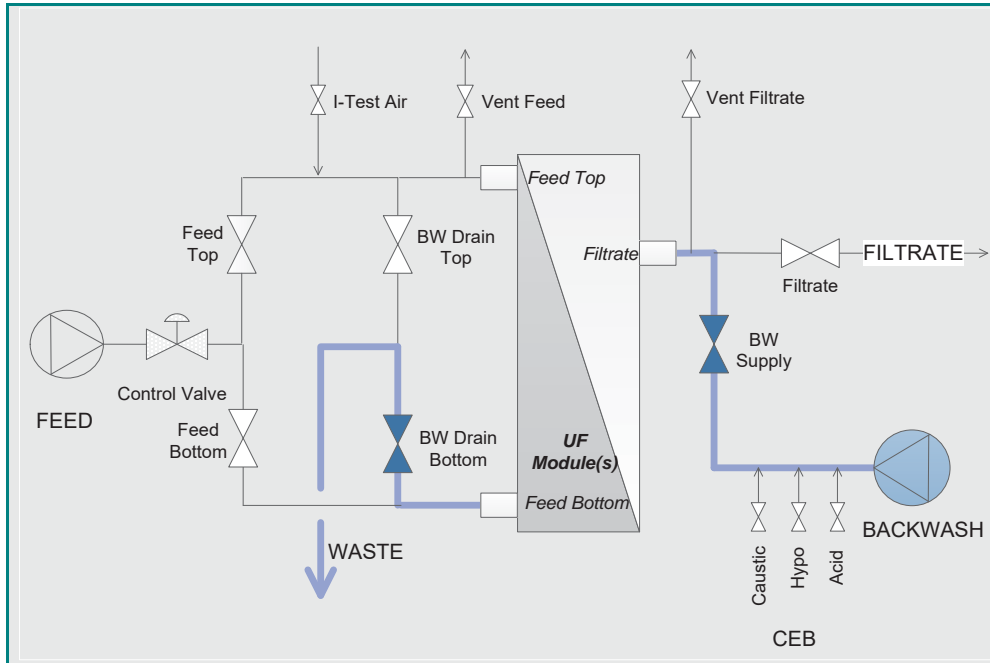 I-Test Air
Vent Feed
Vent Filtrate
Feed Top
Feed
Top
BW Drain
Top
Filtrate
FILTRATE
Filtrate
BW
Supply
Control Valve
FEED
Feed
Bottom
BW Drain
Bottom
UF
Module(s)
Feed Bottom
BACKWASH
WASTE
Caustic
Hypo
Acid
CEB